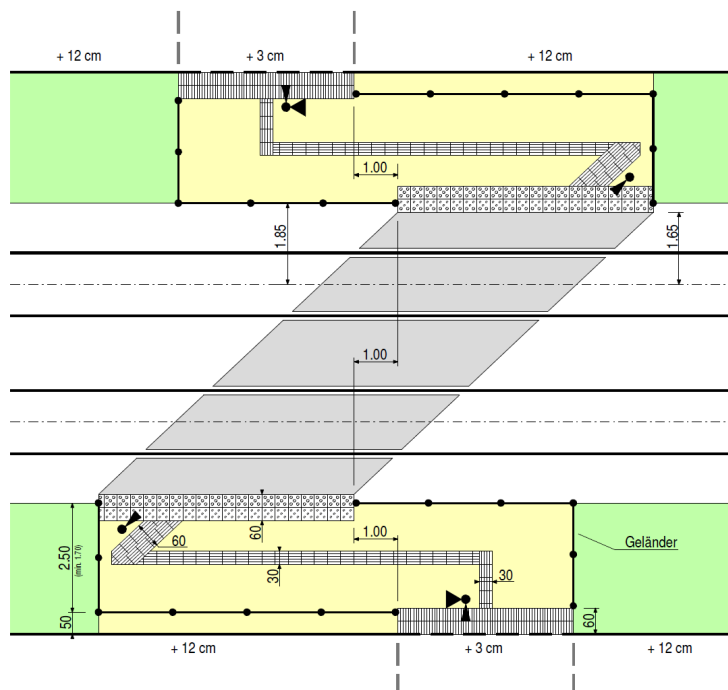 + 12 cm
+ 3 cm
+ 12 cm
1.00
1.85
1.65
1.00
60
60
1.00
2.50
(min. 1.70)
Geländer
30
30
50
60
+ 12 cm
+ 3 cm
+ 12 cm